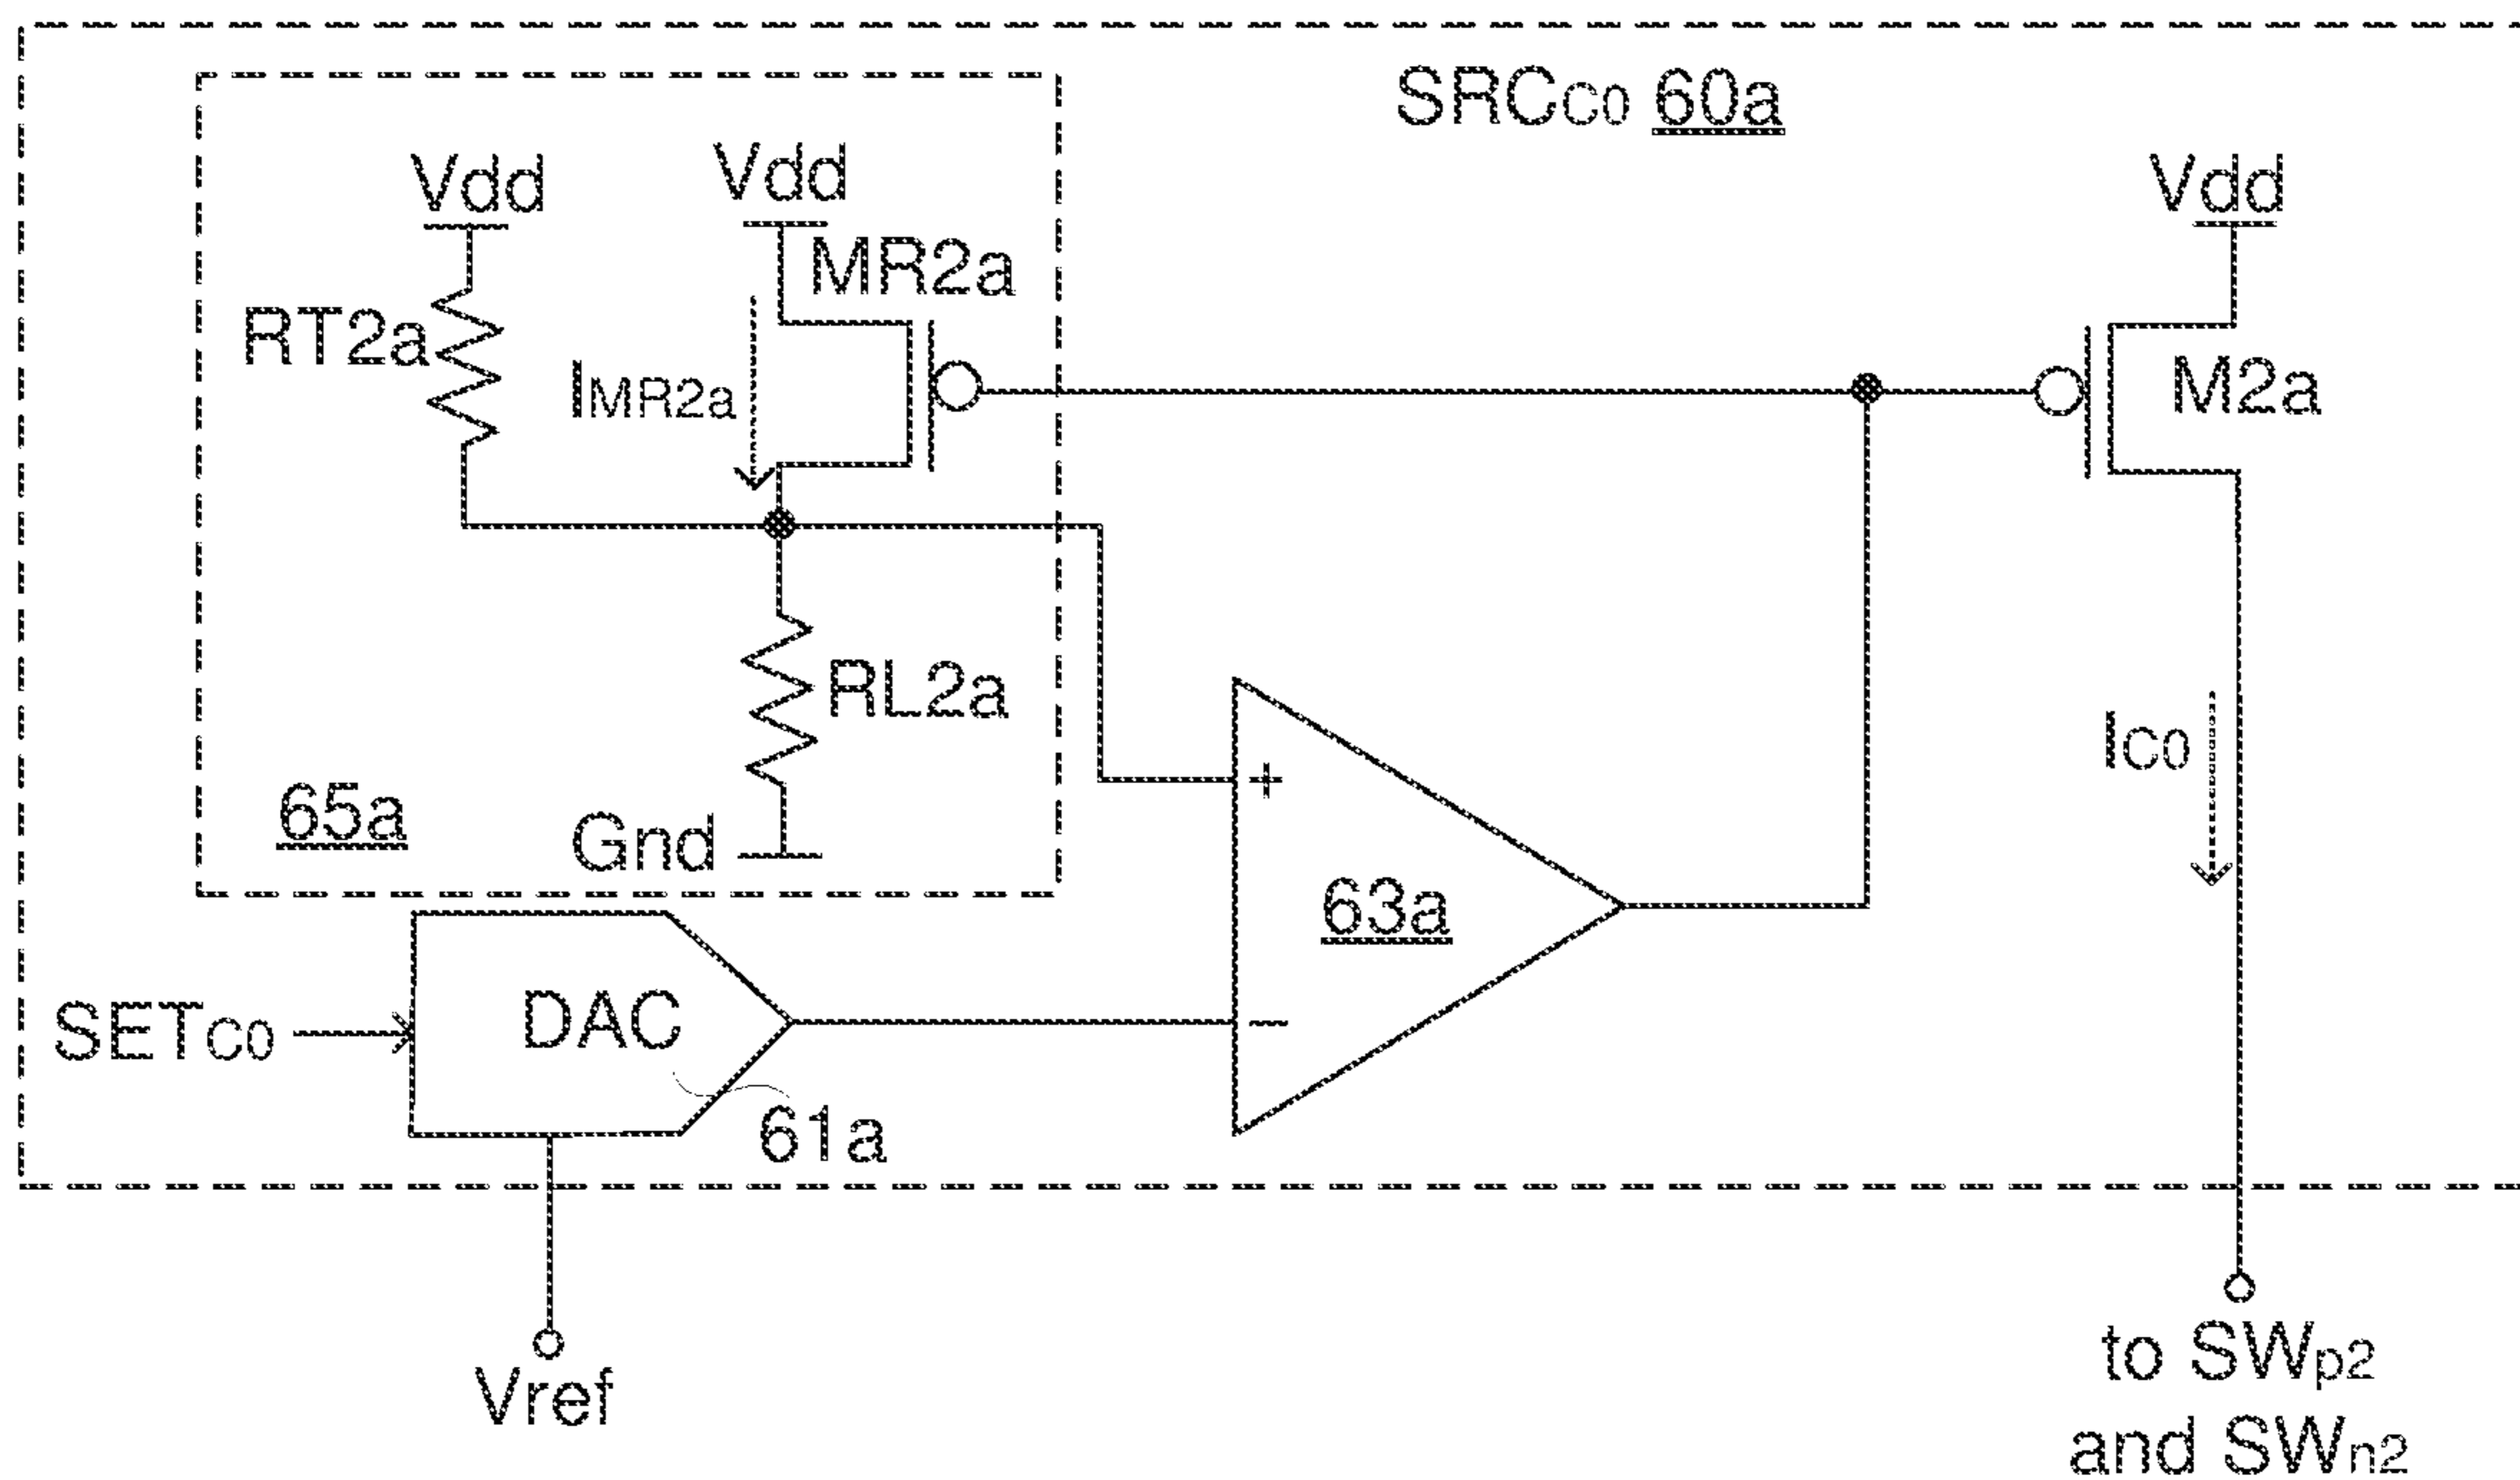 SRCC0 60a
Vdd
Vdd
Vdd
MR2a
RT2a
IMR2a
M2a
RL2a
IC0
65a
Gnd
+
63a
SETC0
DAC
−
61a
Vref
to SWp2
and SWn2